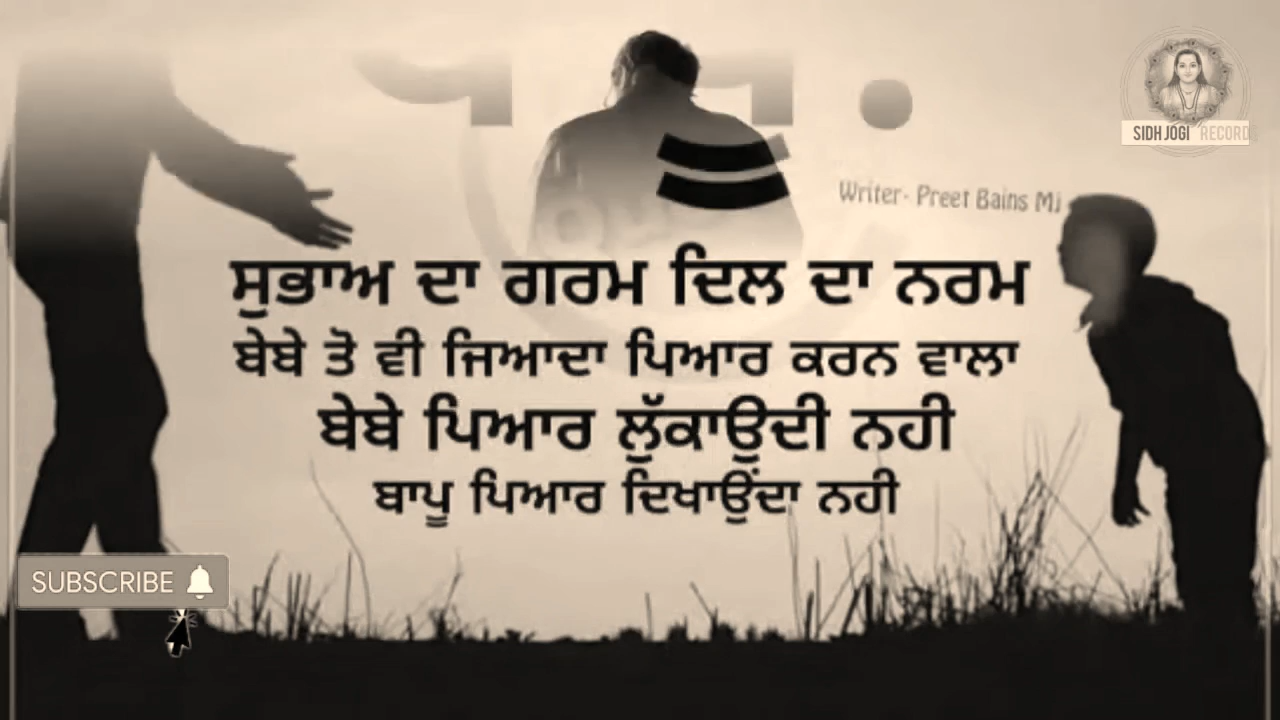 SIDH JOGI RECORD
Writer- Preet Bains Mj
ਸੁਭਾਅ ਦਾ ਗਰਮ ਦਿਲ ਦਾ ਨਰਮ
ਬੇਬੇ ਤੋ ਵੀ ਜਿਆਦਾ ਪਿਆਰ ਕਰਨ ਵਾਲਾ
ਬੇਬੇ ਪਿਆਰ ਲੁੱਕਾਉਦੀ ਨਹੀ
ਬਾਪੂ ਪਿਆਰ ਦਿਖਾਉਂਦਾ ਨਹੀ
SUBSCRIBE